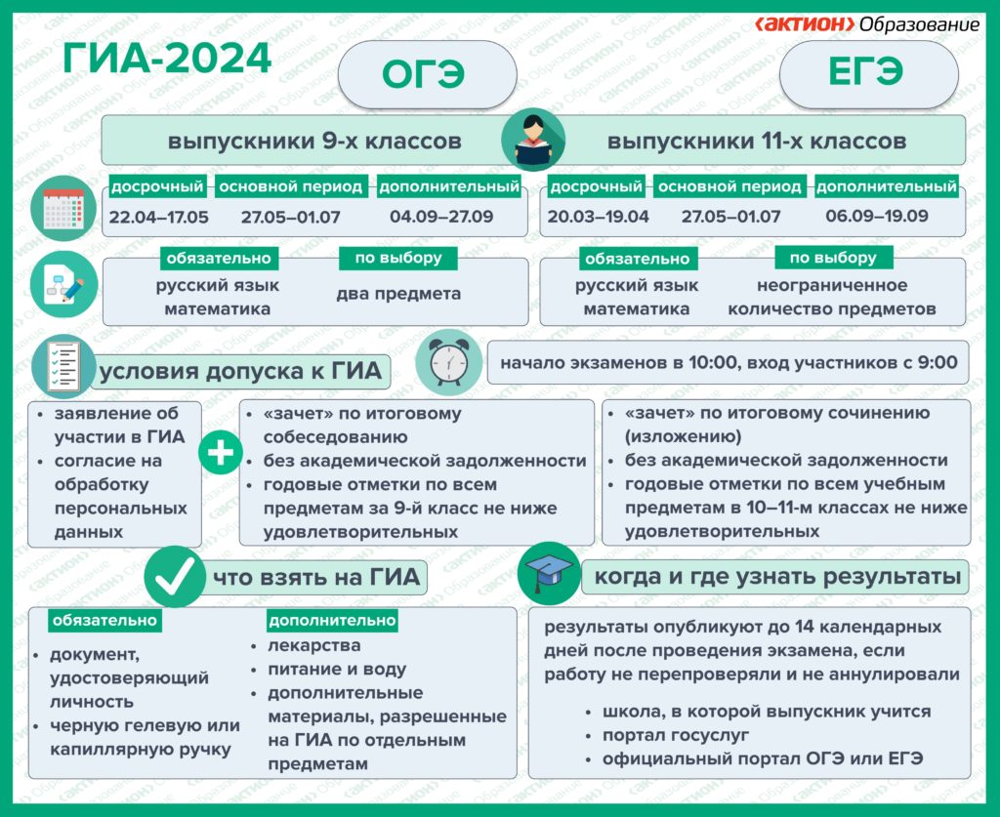 ‹АКТИОН› Образование
ГИА-2024
ОГЭ
ЕГЭ
выпускники 9-х классов
выпускники 11-х классов
досрочный
основной период
дополнительный
22.04–17.05
27.05–01.07
04.09–27.09
досрочный
основной период
дополнительный
20.03–19.04
27.05–01.07
06.09–19.09
обязательно
по выбору
русский язык
математика
два предмета
обязательно
по выбору
русский язык
математика
неограниченное
количество предметов
условия допуска к ГИА
начало экзаменов в 10:00, вход участников с 9:00
• заявление об
участии в ГИА
• согласие на
обработку
персональных
данных
• «зачет» по итоговому
собеседованию
• без академической задолженности
• годовые отметки по всем
предметам за 9-й класс не ниже
удовлетворительных
• «зачет» по итоговому сочинению
(изложению)
• без академической задолженности
• годовые отметки по всем учебным
предметам в 10–11-м классах не ниже
удовлетворительных
что взять на ГИА
обязательно
• документ,
удостоверяющий
личность
• черную гелевую или
капиллярную ручку
дополнительно
• лекарства
• питание и воду
• дополнительные
материалы, разрешенные
на ГИА по отдельным
предметам
когда и где узнать результаты
результаты опубликуют до 14 календарных
дней после проведения экзамена, если
работу не перепроверяли и не аннулировали
• школа, в которой выпускник учится
• портал госуслуг
• официальный портал ОГЭ или ЕГЭ